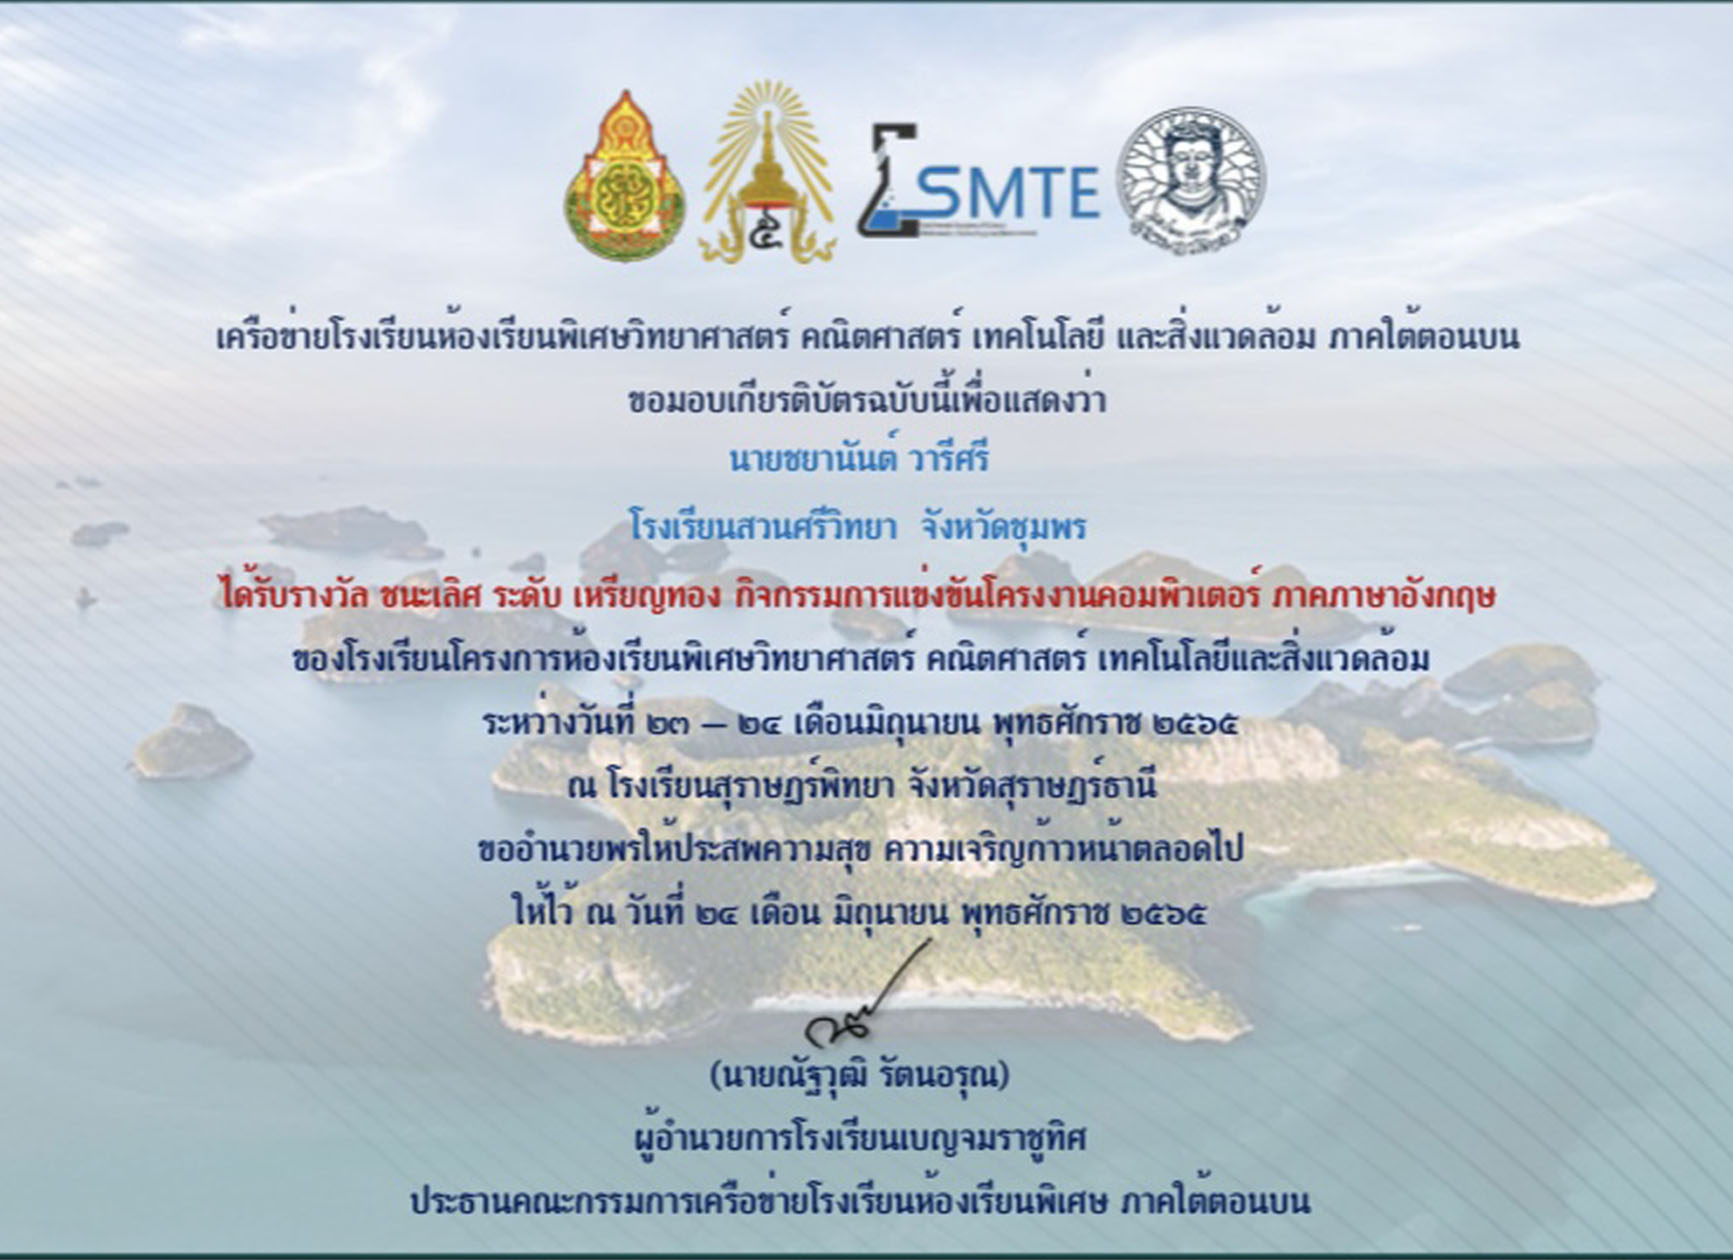 SMTE
เครือข่ายโรงเรียนห้องเรียนพิเศษวิทยาศาสตร์ คณิตศาสตร์ เทคโนโลยี และสิ่งแวดล้อม ภาคใต้ตอนบน
ขอมอบเกียรติบัตรฉบับนี้เพื่อแสดงว่า
นายชยานันต์ วารีศรี
โรงเรียนสวนศรีวิทยา จังหวัดชุมพร
ได้รับรางวัล ชนะเลิศ ระดับ เหรียญทอง กิจกรรมการแข่งขันโครงงานคอมพิวเตอร์ ภาคภาษาอังกฤษ
ของโรงเรียนโครงการห้องเรียนพิเศษวิทยาศาสตร์ คณิตศาสตร์ เทคโนโลยีและสิ่งแวดล้อม
ระหว่างวันที่ ๒๓ – ๒๔ เดือนมิถุนายน พุทธศักราช ๒๕๖๕
ณ โรงเรียนสุราษฎร์พิทยา จังหวัดสุราษฎร์ธานี
ขออำนวยพรให้ประสพความสุข ความเจริญก้าวหน้าตลอดไป
ให้ไว้ ณ วันที่ ๒๔ เดือน มิถุนายน พุทธศักราช ๒๕๖๕
(นายณัฐวุฒิ รัตนอรุณ)
ผู้อำนวยการโรงเรียนเบญจมราชูทิศ
ประธานคณะกรรมการเครือข่ายโรงเรียนห้องเรียนพิเศษ ภาคใต้ตอนบน